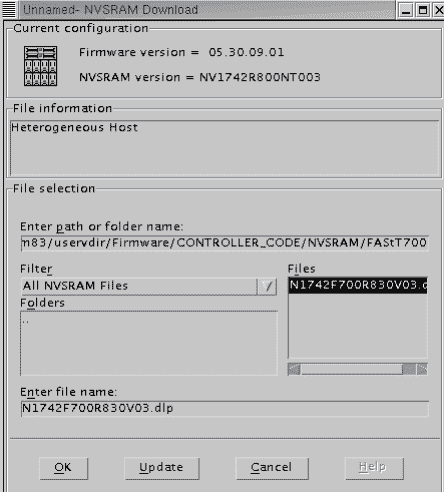 Unnamed- NVSRAM Download
Current configuration
Firmware version = 05.30.09.01
NVSRAM version = NV1742R800NT003
File information
Heterogeneous Host
File selection
Enter path or folder name:
m83/uservdir/Firmware/CONTROLLER_CODE/NVSRAM/FAStT700
Filter
Files
All NVSRAM Files
N1742F700R830V03.d
Folders
..
Enter file name:
N1742F700R830V03.dlp
OK
Update
Cancel
Help